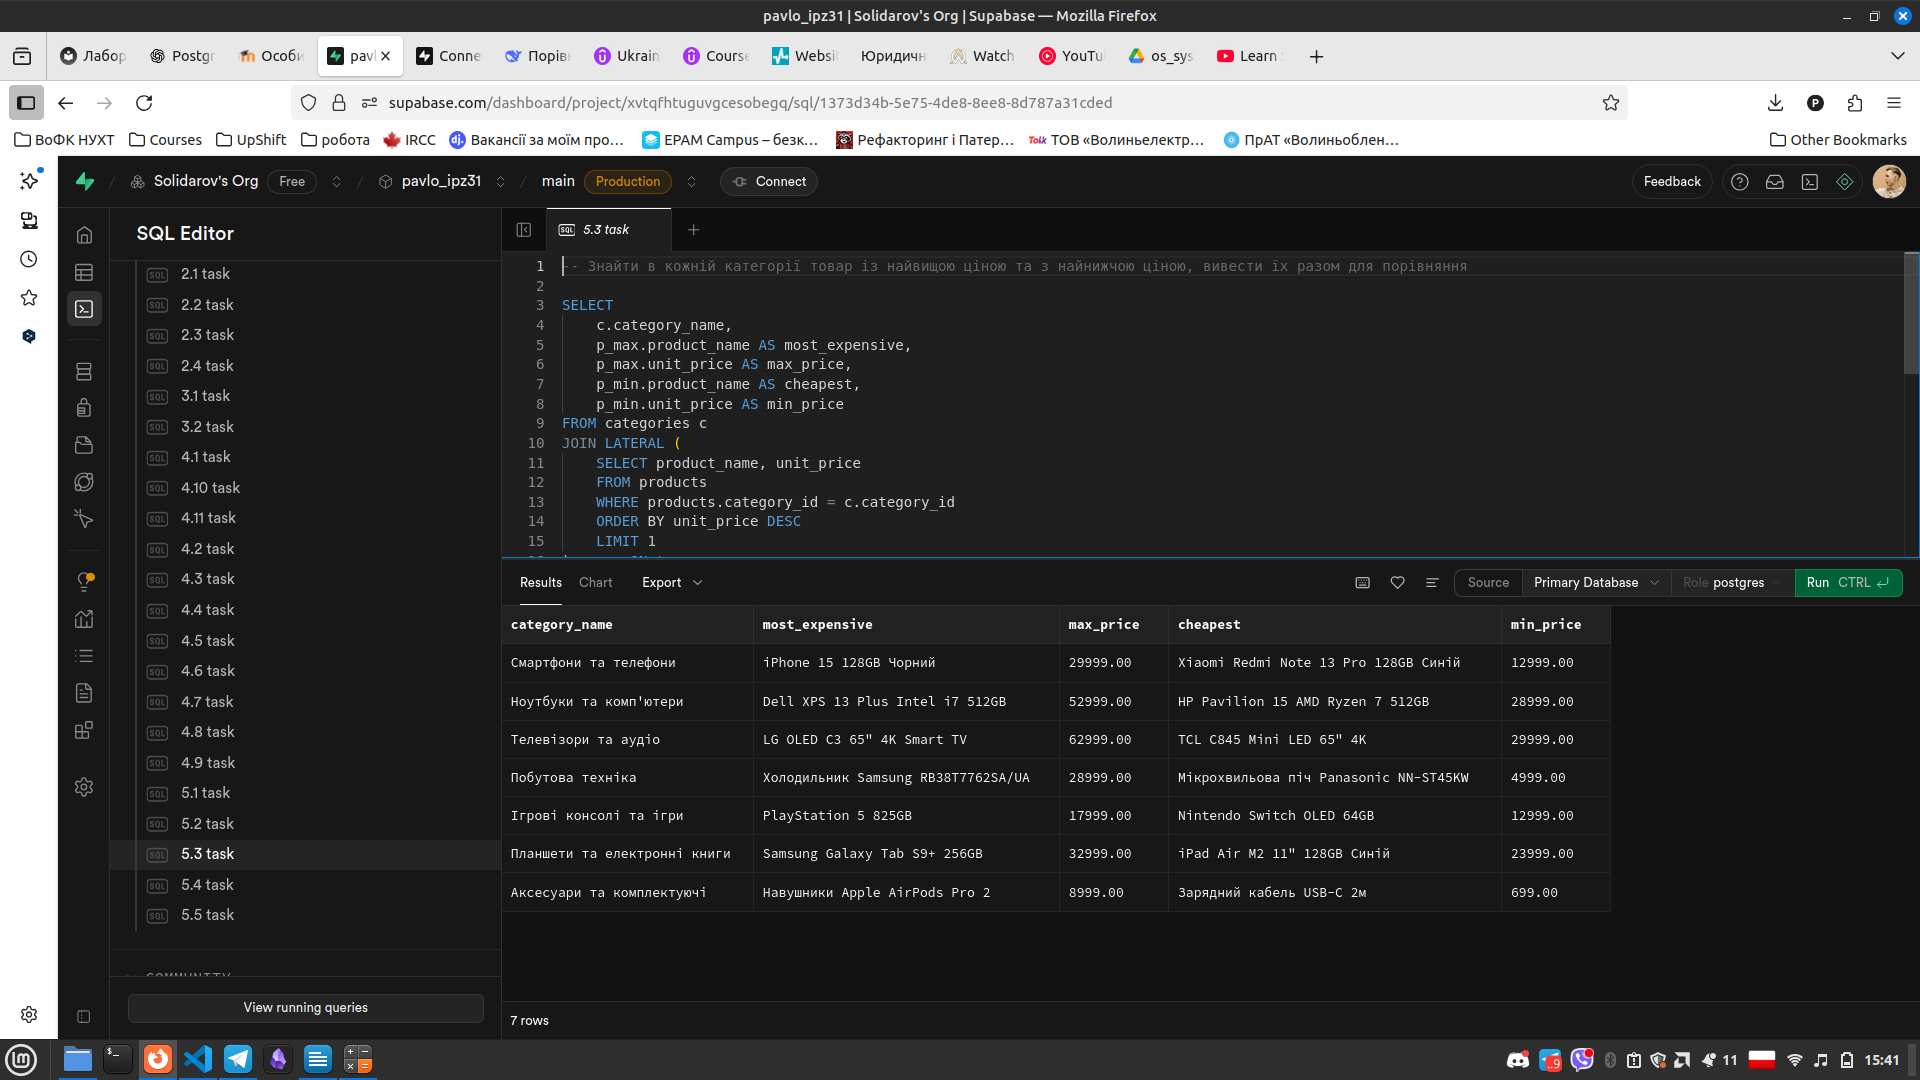 pavlo_ipz31 | Solidarov's Org | Supabase — Mozilla Firefox
Лабор
Postgr
Особи
pavl
Conne
Порівн
Ukrain
Course
Websit
Юридичн
Watch
YouTu
os_sys
Learn
supabase.com/dashboard/project/xvtqfhtuguvgcesobegq/sql/1373d34b-5e75-4de8-8ee8-8d787a31cded
ВоФК НУХТ
Courses
UpShift
робота
IRCC
Вакансії за моїм про…
EPAM Campus – безк…
Рефакторинг і Патер…
ТОВ «Волиньелектр…
ПрАТ «Волиньоблен…
Other Bookmarks
Solidarov's Org Free
pavlo_ipz31
main Production
Connect
Feedback
SQL Editor
2.1 task
2.2 task
2.3 task
2.4 task
3.1 task
3.2 task
4.1 task
4.10 task
4.11 task
4.2 task
4.3 task
4.4 task
4.5 task
4.6 task
4.7 task
4.8 task
4.9 task
5.1 task
5.2 task
5.3 task
5.4 task
5.5 task
COMMUNITY
View running queries
SQL 5.3 task
1 -- Знайти в кожній категорії товар із найвищою ціною та з найнижчою ціною, вивести їх разом для порівняння
2
3 SELECT
4 c.category_name,
5 p_max.product_name AS most_expensive,
6 p_max.unit_price AS max_price,
7 p_min.product_name AS cheapest,
8 p_min.unit_price AS min_price
9 FROM categories c
10 JOIN LATERAL (
11 SELECT product_name, unit_price
12 FROM products
13 WHERE products.category_id = c.category_id
14 ORDER BY unit_price DESC
15 LIMIT 1
Results Chart Export
Source Primary Database Role postgres Run CTRL
category_name most_expensive max_price cheapest min_price
Смартфони та телефони iPhone 15 128GB Чорний 29999.00 Xiaomi Redmi Note 13 Pro 128GB Синій 12999.00
Ноутбуки та комп'ютери Dell XPS 13 Plus Intel i7 512GB 52999.00 HP Pavilion 15 AMD Ryzen 7 512GB 28999.00
Телевізори та аудіо LG OLED C3 65" 4K Smart TV 62999.00 TCL C845 Mini LED 65" 4K 29999.00
Побутова техніка Холодильник Samsung RB38T7762SA/UA 28999.00 Мікрохвильова піч Panasonic NN-ST45KW 4999.00
Ігрові консолі та ігри PlayStation 5 825GB 17999.00 Nintendo Switch OLED 64GB 12999.00
Планшети та електронні книги Samsung Galaxy Tab S9+ 256GB 32999.00 iPad Air M2 11" 128GB Синій 23999.00
Аксесуари та комплектуючі Навушники Apple AirPods Pro 2 8999.00 Зарядний кабель USB-C 2м 699.00
7 rows
11
15:41